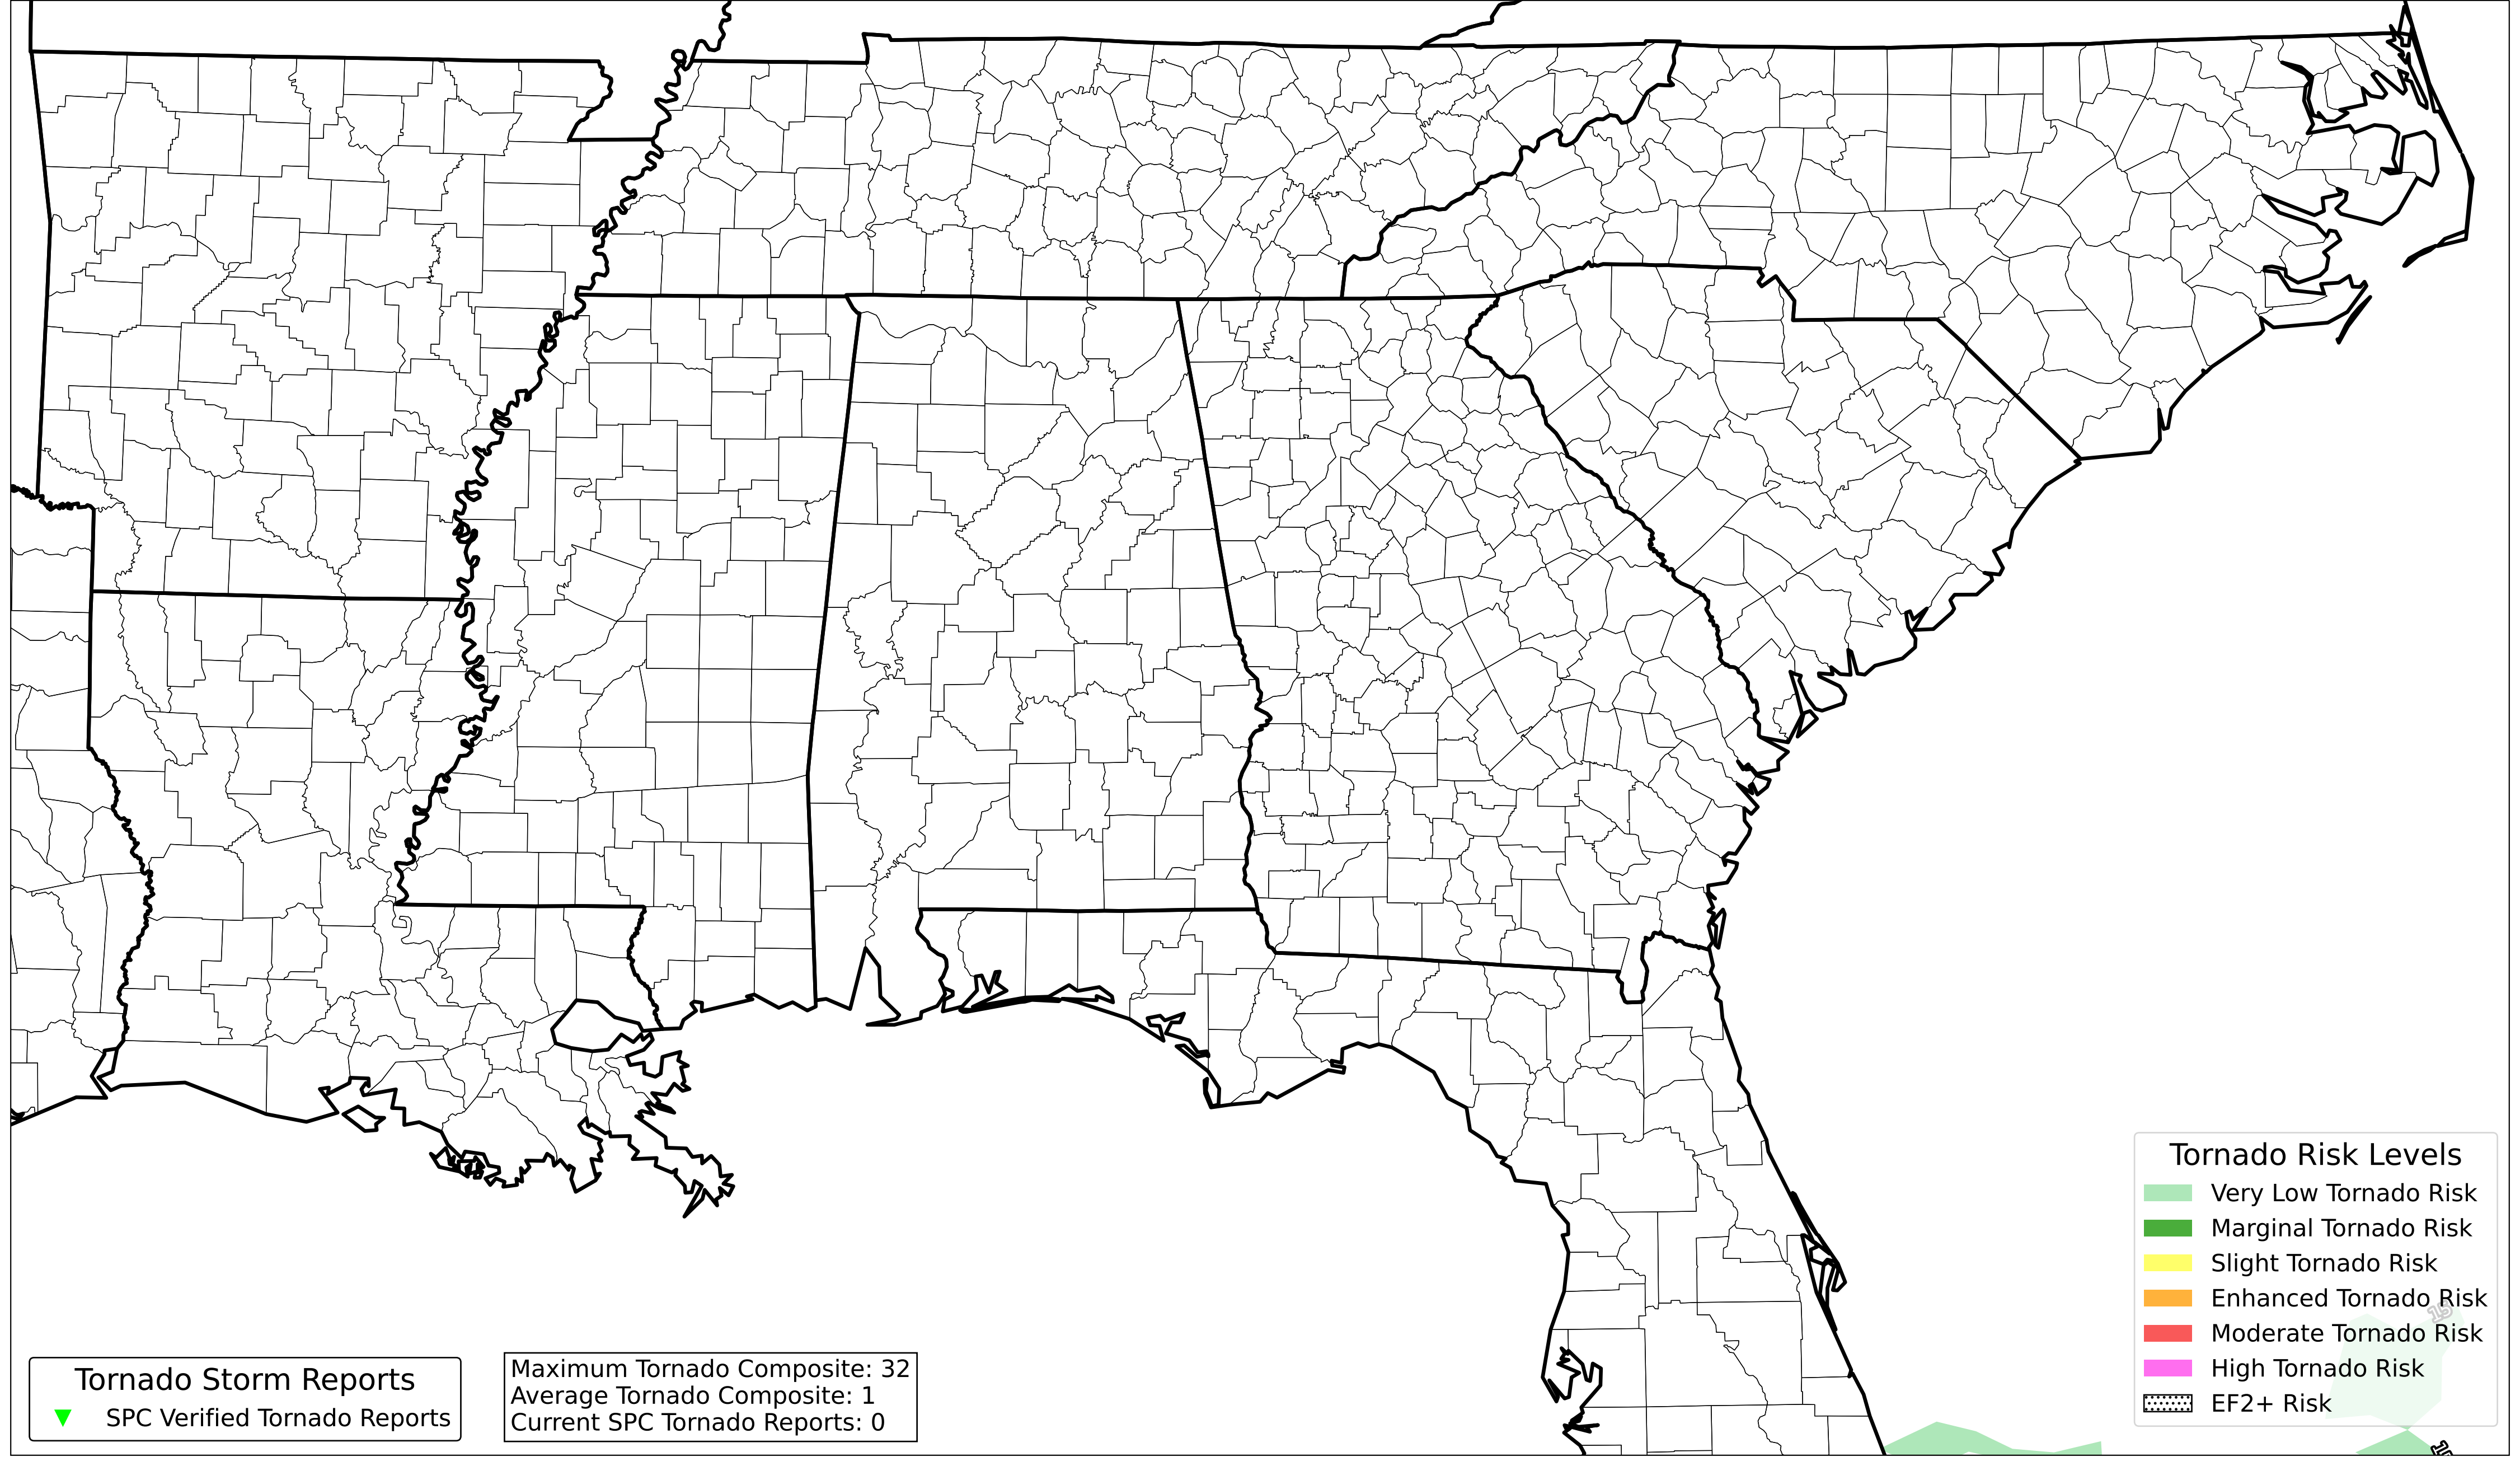 Tornado Risk Levels
Very Low Tornado Risk
Marginal Tornado Risk
Slight Tornado Risk
Enhanced Tornado Risk
Moderate Tornado Risk
High Tornado Risk
EF2+ Risk
15
Tornado Storm Reports
SPC Verified Tornado Reports
Maximum Tornado Composite: 32
Average Tornado Composite: 1
Current SPC Tornado Reports: 0